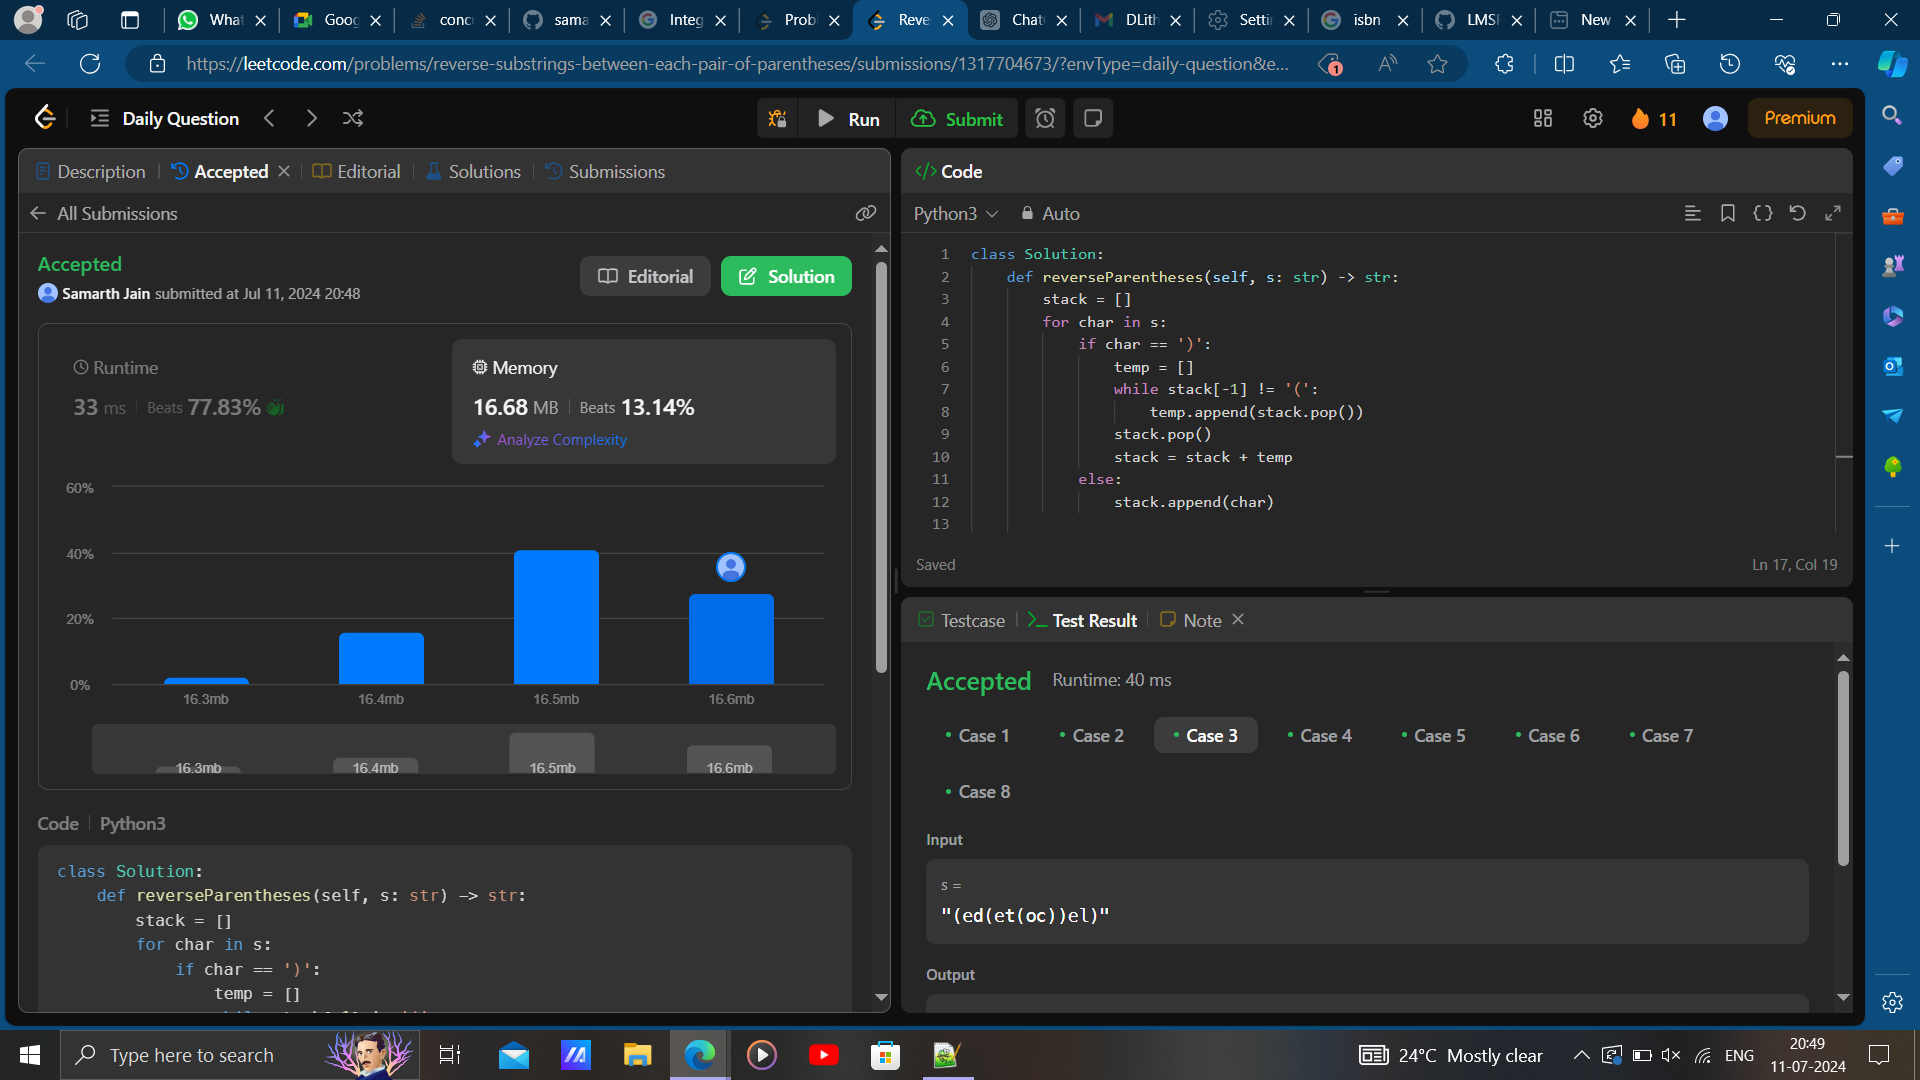 What
Goog
conc
sama
Integ
Probl
Reve
Chat
DLith
Settin
isbn
LMSF
New
https://leetcode.com/problems/reverse-substrings-between-each-pair-of-parentheses/submissions/1317704673/?envType=daily-question&e...
1
Daily Question
Run
Submit
11
Premium
Description
Accepted
Editorial
Solutions
Submissions
All Submissions
Accepted
Samarth Jain submitted at Jul 11, 2024 20:48
Editorial
Solution
Runtime
33 ms
Beats 77.83%
Memory
16.68 MB
Beats 13.14%
Analyze Complexity
60%
40%
20%
0%
16.3mb 16.4mb 16.5mb 16.6mb
16.3mb 16.4mb 16.5mb 16.6mb
Code | Python3
class Solution:
def reverseParentheses(self, s: str) -> str:
stack = []
for char in s:
if char == ')':
temp = []
</> Code
Python3
Auto
1 class Solution:
2 def reverseParentheses(self, s: str) -> str:
3 stack = []
4 for char in s:
5 if char == ')':
6 temp = []
7 while stack[-1] != '(':
8 temp.append(stack.pop())
9 stack.pop()
10 stack = stack + temp
11 else:
12 stack.append(char)
13
Saved
Ln 17, Col 19
Testcase
Test Result
Note
Accepted
Runtime: 40 ms
Case 1
Case 2
Case 3
Case 4
Case 5
Case 6
Case 7
Case 8
Input
s =
"(ed(et(oc))el)"
Output
Type here to search
24°C Mostly clear
ENG
20:49
11-07-2024